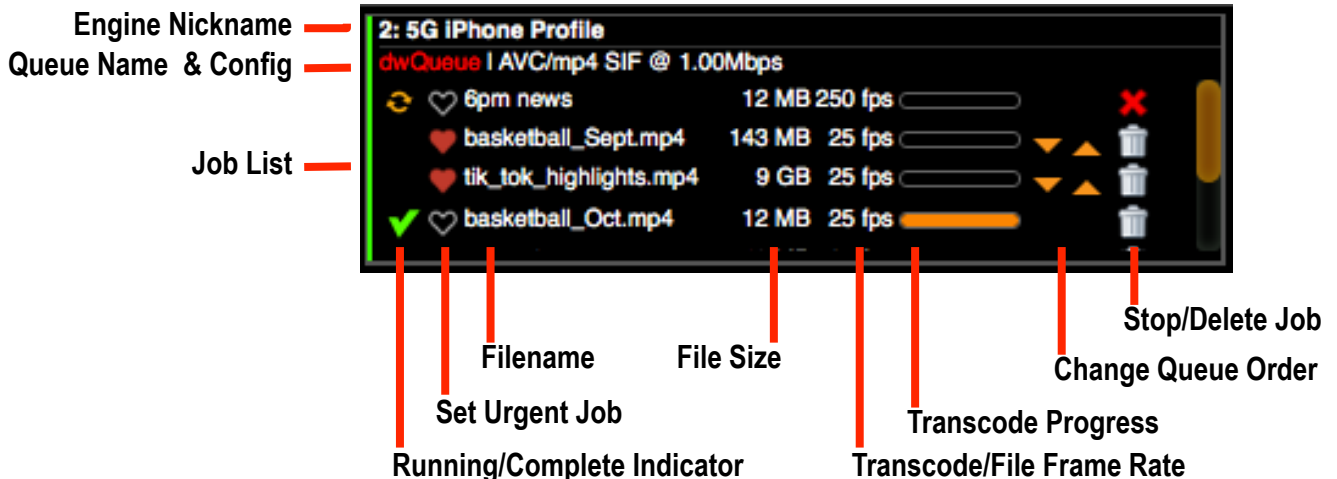 Engine Nickname
2: 5G iPhone Profile
Queue Name & Config
dwQueue | AVC/mp4 SIF @ 1.00Mbps
6pm news 12 MB 250 fps
basketball_Sept.mp4 143 MB 25 fps
Job List
tik_tok_highlights.mp4 9 GB 25 fps
basketball_Oct.mp4 12 MB 25 fps
Stop/Delete Job
Filename
File Size
Change Queue Order
Set Urgent Job
Transcode Progress
Running/Complete Indicator
Transcode/File Frame Rate